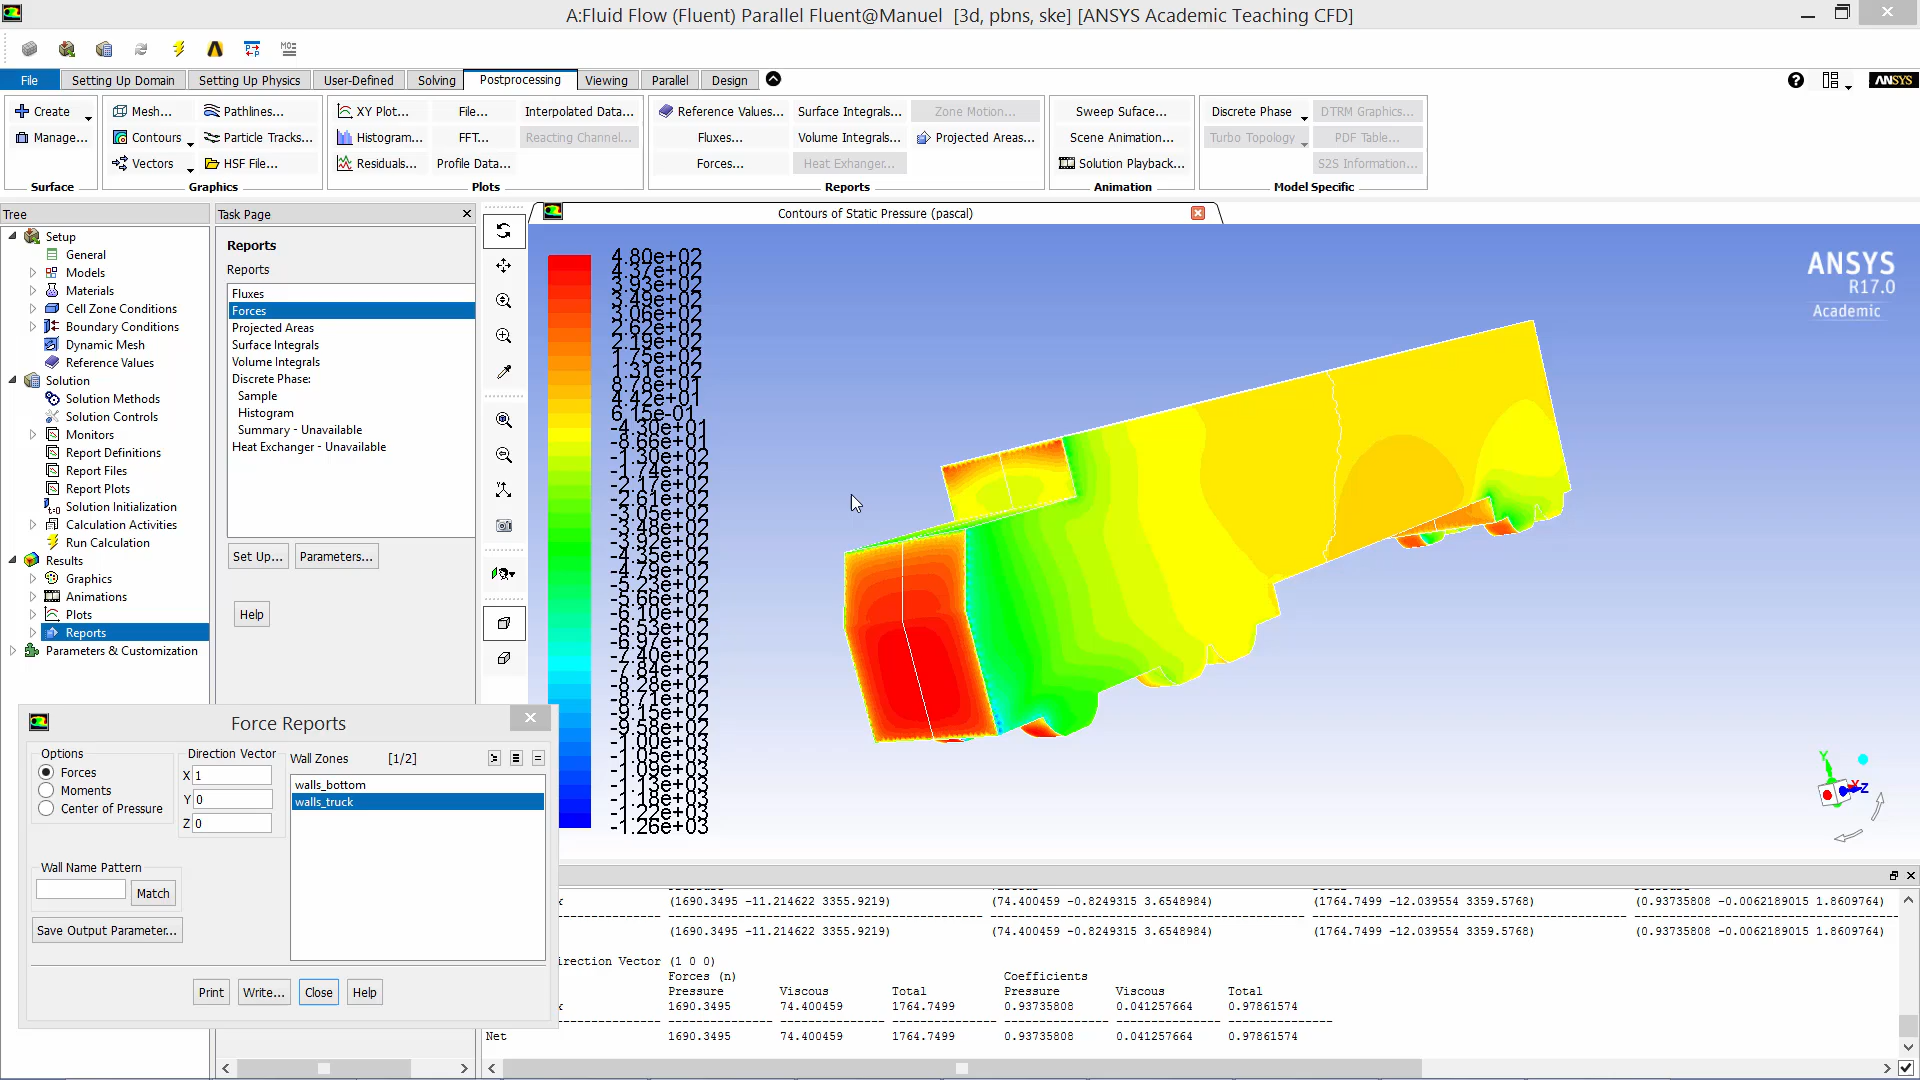 A:Fluid Flow (Fluent) Parallel Fluent@Manuel [3d, pbns, ske] [ANSYS Academic Teaching CFD]
File Setting Up Domain Setting Up Physics User-Defined Solving Postprocessing Viewing Parallel Design ANSYS
Create Mesh... Pathlines... XY Plot... File... Interpolated Data... Reference Values... Surface Integrals... Zone Motion... Sweep Suface... Discrete Phase DTRM Graphics...
Manage... Contours Particle Tracks... Histogram... FFT... Reacting Channel... Fluxes... Volume Integrals... Projected Areas... Scene Animation... Turbo Topology PDF Table...
Vectors HSF File... Residuals... Profile Data... Forces... Heat Exhanger... Solution Playback... S2S Information...
Surface Graphics Plots Reports Animation Model Specific
Tree
Setup
General
Models
Materials
Cell Zone Conditions
Boundary Conditions
Dynamic Mesh
Reference Values
Solution
Solution Methods
Solution Controls
Monitors
Report Definitions
Report Files
Report Plots
Solution Initialization
Calculation Activities
Run Calculation
Results
Graphics
Animations
Plots
Reports
Parameters & Customization
Task Page
Reports
Reports
Fluxes
Forces
Projected Areas
Surface Integrals
Volume Integrals
Discrete Phase:
Sample
Histogram
Summary - Unavailable
Heat Exchanger - Unavailable
Set Up... Parameters...
Help
Contours of Static Pressure (pascal)
4.80e+02
4.37e+02
3.93e+02
3.49e+02
3.06e+02
2.62e+02
2.19e+02
1.75e+02
1.31e+02
8.78e+01
4.42e+01
6.15e-01
-4.30e+01
-8.66e+01
-1.30e+02
-1.74e+02
-2.17e+02
-2.61e+02
-3.05e+02
-3.48e+02
-3.92e+02
-4.35e+02
-4.79e+02
-5.23e+02
-5.66e+02
-6.10e+02
-6.53e+02
-6.97e+02
-7.40e+02
-7.84e+02
-8.28e+02
-8.71e+02
-9.15e+02
-9.58e+02
-1.00e+03
-1.05e+03
-1.09e+03
-1.13e+03
-1.18e+03
-1.22e+03
-1.26e+03
ANSYS
R17.0
Academic
Y
X
Z
Force Reports
Options
Forces
Moments
Center of Pressure
Direction Vector
X 1
Y 0
Z 0
Wall Zones [1/2]
walls_bottom
walls_truck
Wall Name Pattern
Match
Save Output Parameter...
Print Write... Close Help
(1690.3495 -11.214622 3355.9219) (74.400459 -0.8249315 3.6548984) (1764.7499 -12.039554 3359.5768) (0.93735808 -0.0062189015 1.8609764)
(1690.3495 -11.214622 3355.9219) (74.400459 -0.8249315 3.6548984) (1764.7499 -12.039554 3359.5768) (0.93735808 -0.0062189015 1.8609764)
irection Vector (1 0 0)
Forces (n) Coefficients
Pressure Viscous Total Pressure Viscous Total
1690.3495 74.400459 1764.7499 0.93735808 0.041257664 0.97861574
Net 1690.3495 74.400459 1764.7499 0.93735808 0.041257664 0.97861574